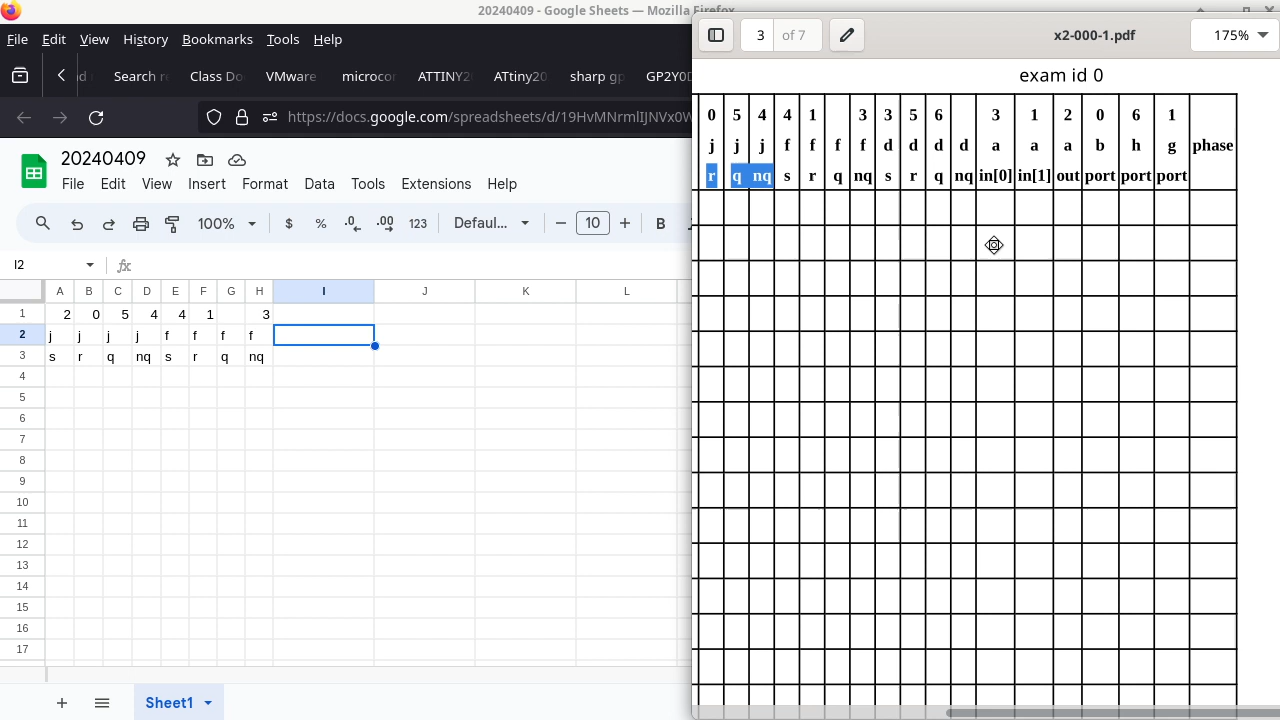 20240409 - Google Sheets — Mozilla Firefox
File Edit View History Bookmarks Tools Help
Search r Class Do VMware microcor ATTINY2 ATtiny20 sharp gp GP2Y0
https://docs.google.com/spreadsheets/d/19HvMNrmlIJNVx0W
20240409
File Edit View Insert Format Data Tools Extensions Help
100% $ % .0 .00 123 Defaul... 10 B
I2 fx
A B C D E F G H I J K L
1 2 0 5 4 4 1 3
2 j j j j f f f f
3 s r q nq s r q nq
4
5
6
7
8
9
10
11
12
13
14
15
16
17
Sheet1
3 of 7 x2-000-1.pdf 175%
exam id 0
0 5 4 4 1 3 3 5 6 3 1 2 0 6 1
j j j f f f f d d d d a a a b h g phase
r q nq s r q nq s r q nq in[0] in[1] out port port port